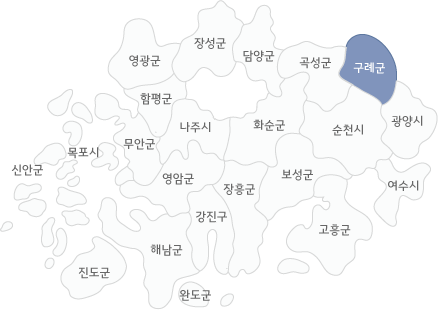 장성군
담양군
영광군
곡성군
구례군
함평군
나주시
화순군
순천시
광양시
무안군
목포시
신안군
영암군
장흥군
보성군
여수시
강진구
고흥군
해남군
진도군
완도군